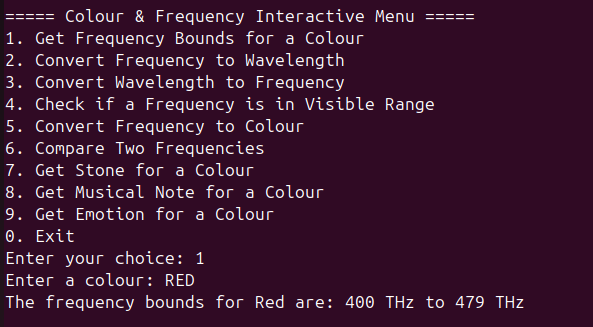 ===== Colour & Frequency Interactive Menu =====
1. Get Frequency Bounds for a Colour
2. Convert Frequency to Wavelength
3. Convert Wavelength to Frequency
4. Check if a Frequency is in Visible Range
5. Convert Frequency to Colour
6. Compare Two Frequencies
7. Get Stone for a Colour
8. Get Musical Note for a Colour
9. Get Emotion for a Colour
0. Exit
Enter your choice: 1
Enter a colour: RED
The frequency bounds for Red are: 400 THz to 479 THz